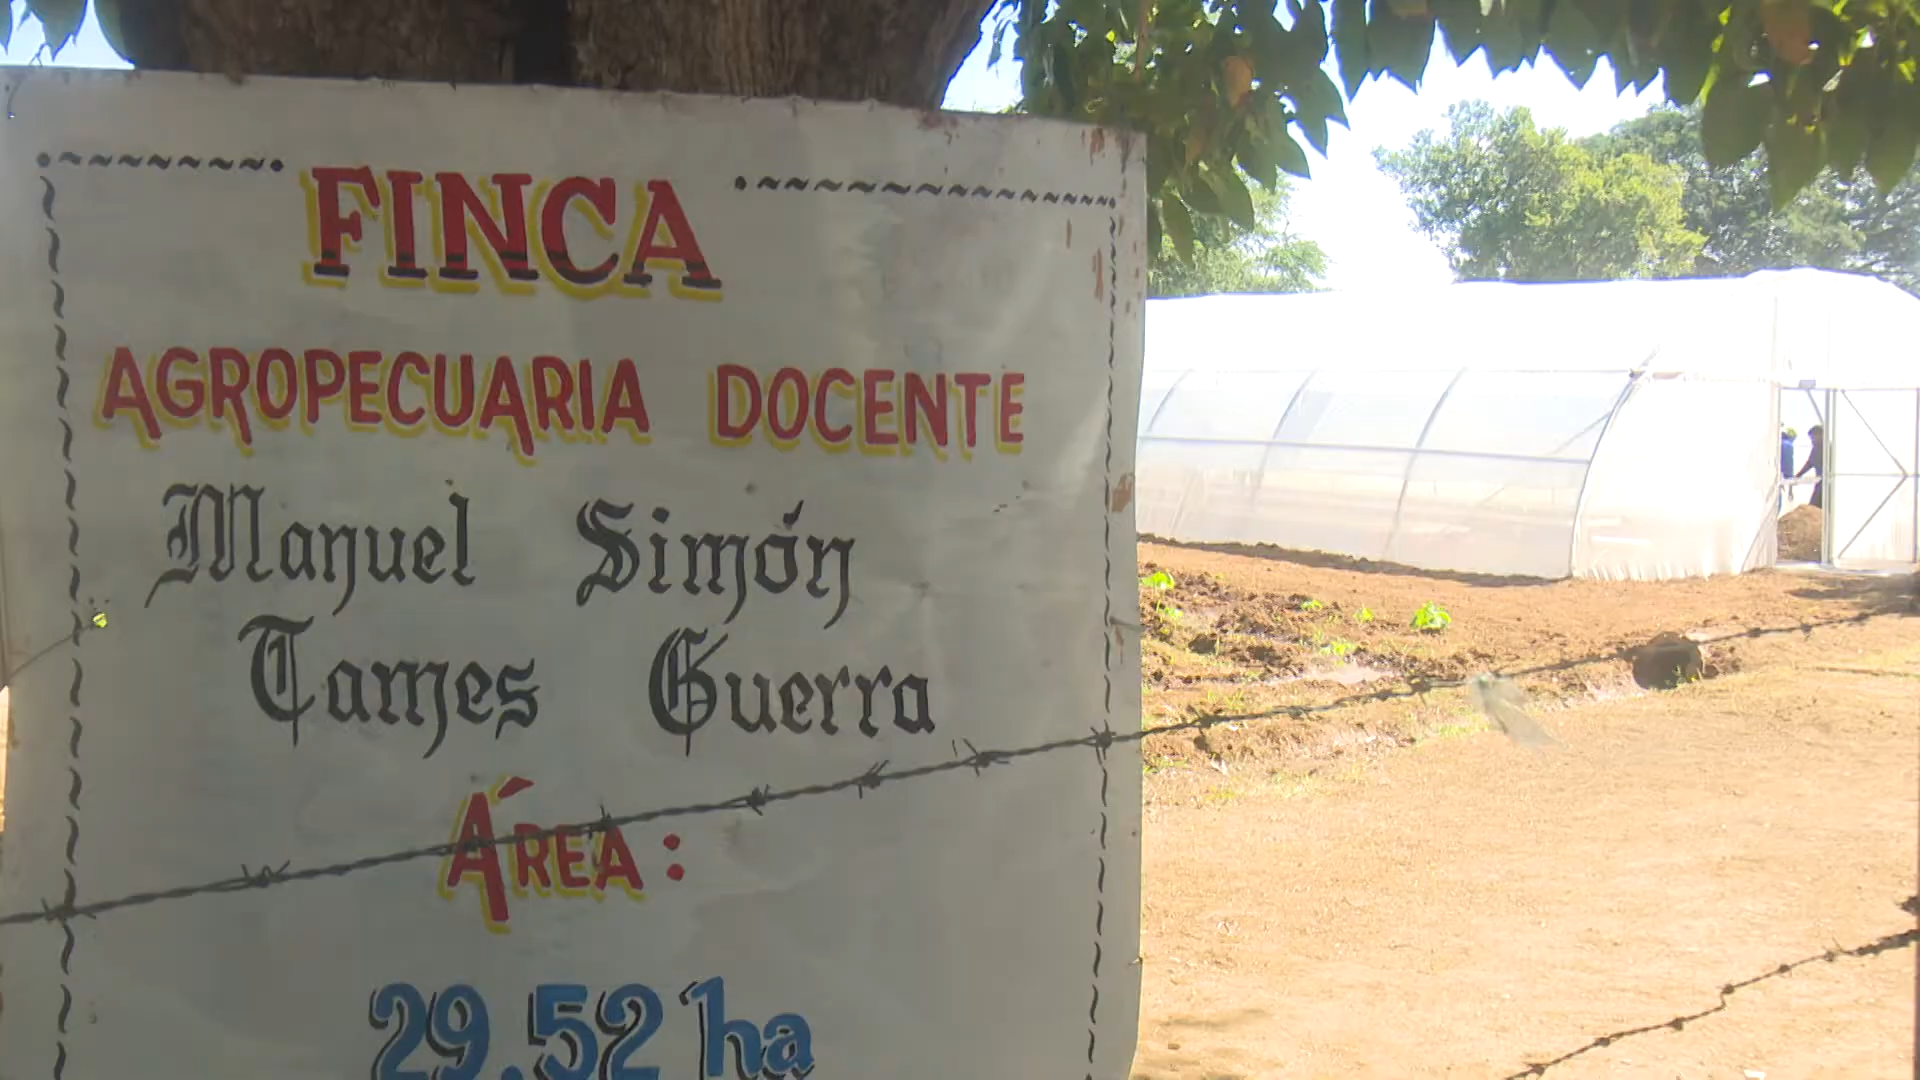 FINCA
AGROPECUARIA DOCENTE
Manuel Simón
Tames Guerra
ÁREA:
29.52 ha